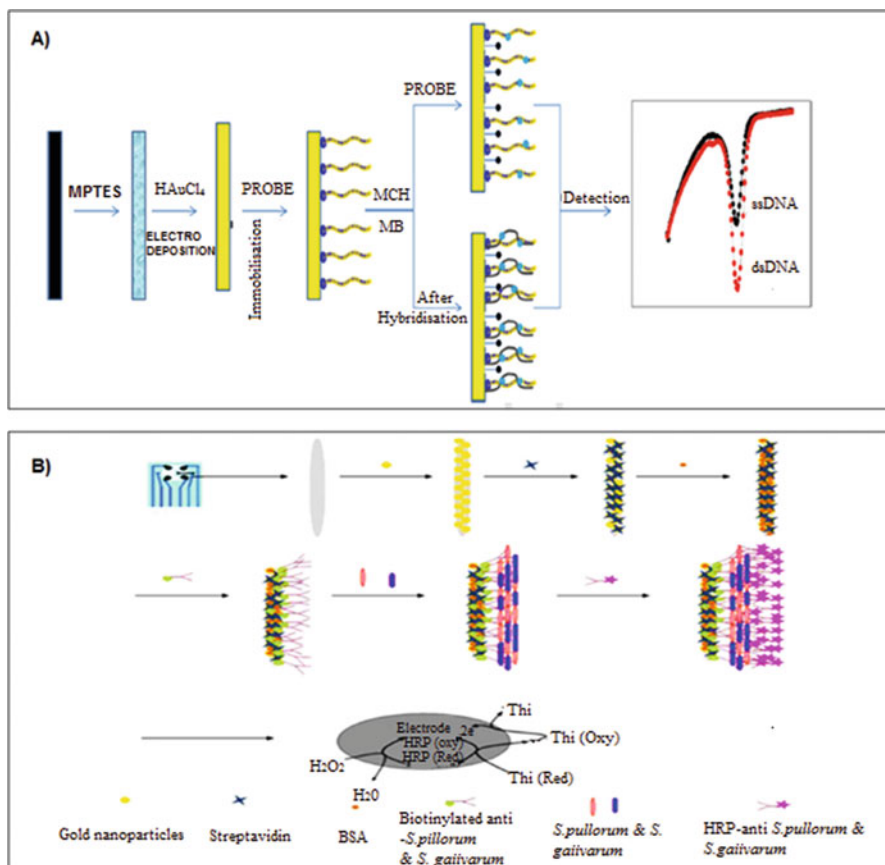 A)
MPTES
HAuCl4
ELECTRO
DEPOSITION
PROBE
Immobilisation
MCH
MB
PROBE
After
Hybridisation
Detection
ssDNA
dsDNA
B)
Electrode
2e
HRP (oxy)
HRP (Red)
H2O2
H20
Thi
Thi (Oxy)
Thi (Red)
Gold nanoparticles
Streptavidin
BSA
Biotinylated anti
-S.pillorum
& S. gaiivarum
S.pullorum & S.
gaiivarum
HRP-anti S.pullorum &
S.gaiivarum